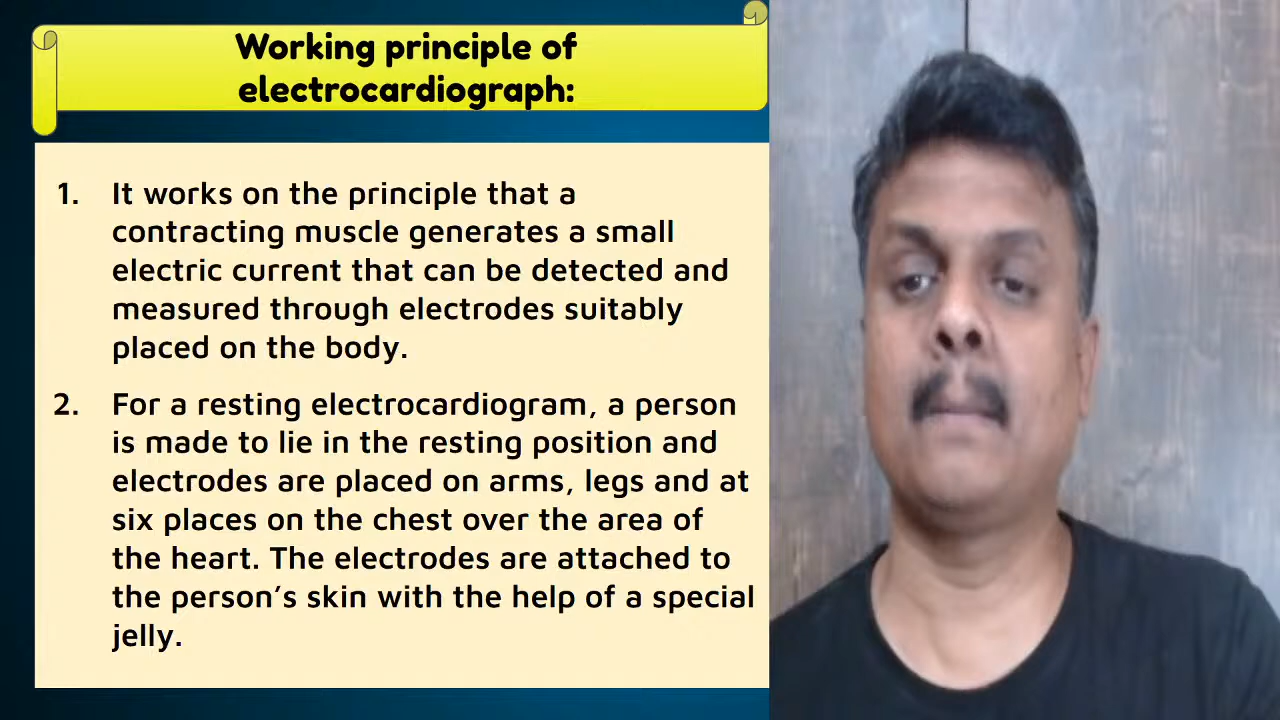 Working principle of
electrocardiograph:
1. It works on the principle that a
contracting muscle generates a small
electric current that can be detected and
measured through electrodes suitably
placed on the body.
2. For a resting electrocardiogram, a person
is made to lie in the resting position and
electrodes are placed on arms, legs and at
six places on the chest over the area of
the heart. The electrodes are attached to
the person’s skin with the help of a special
jelly.